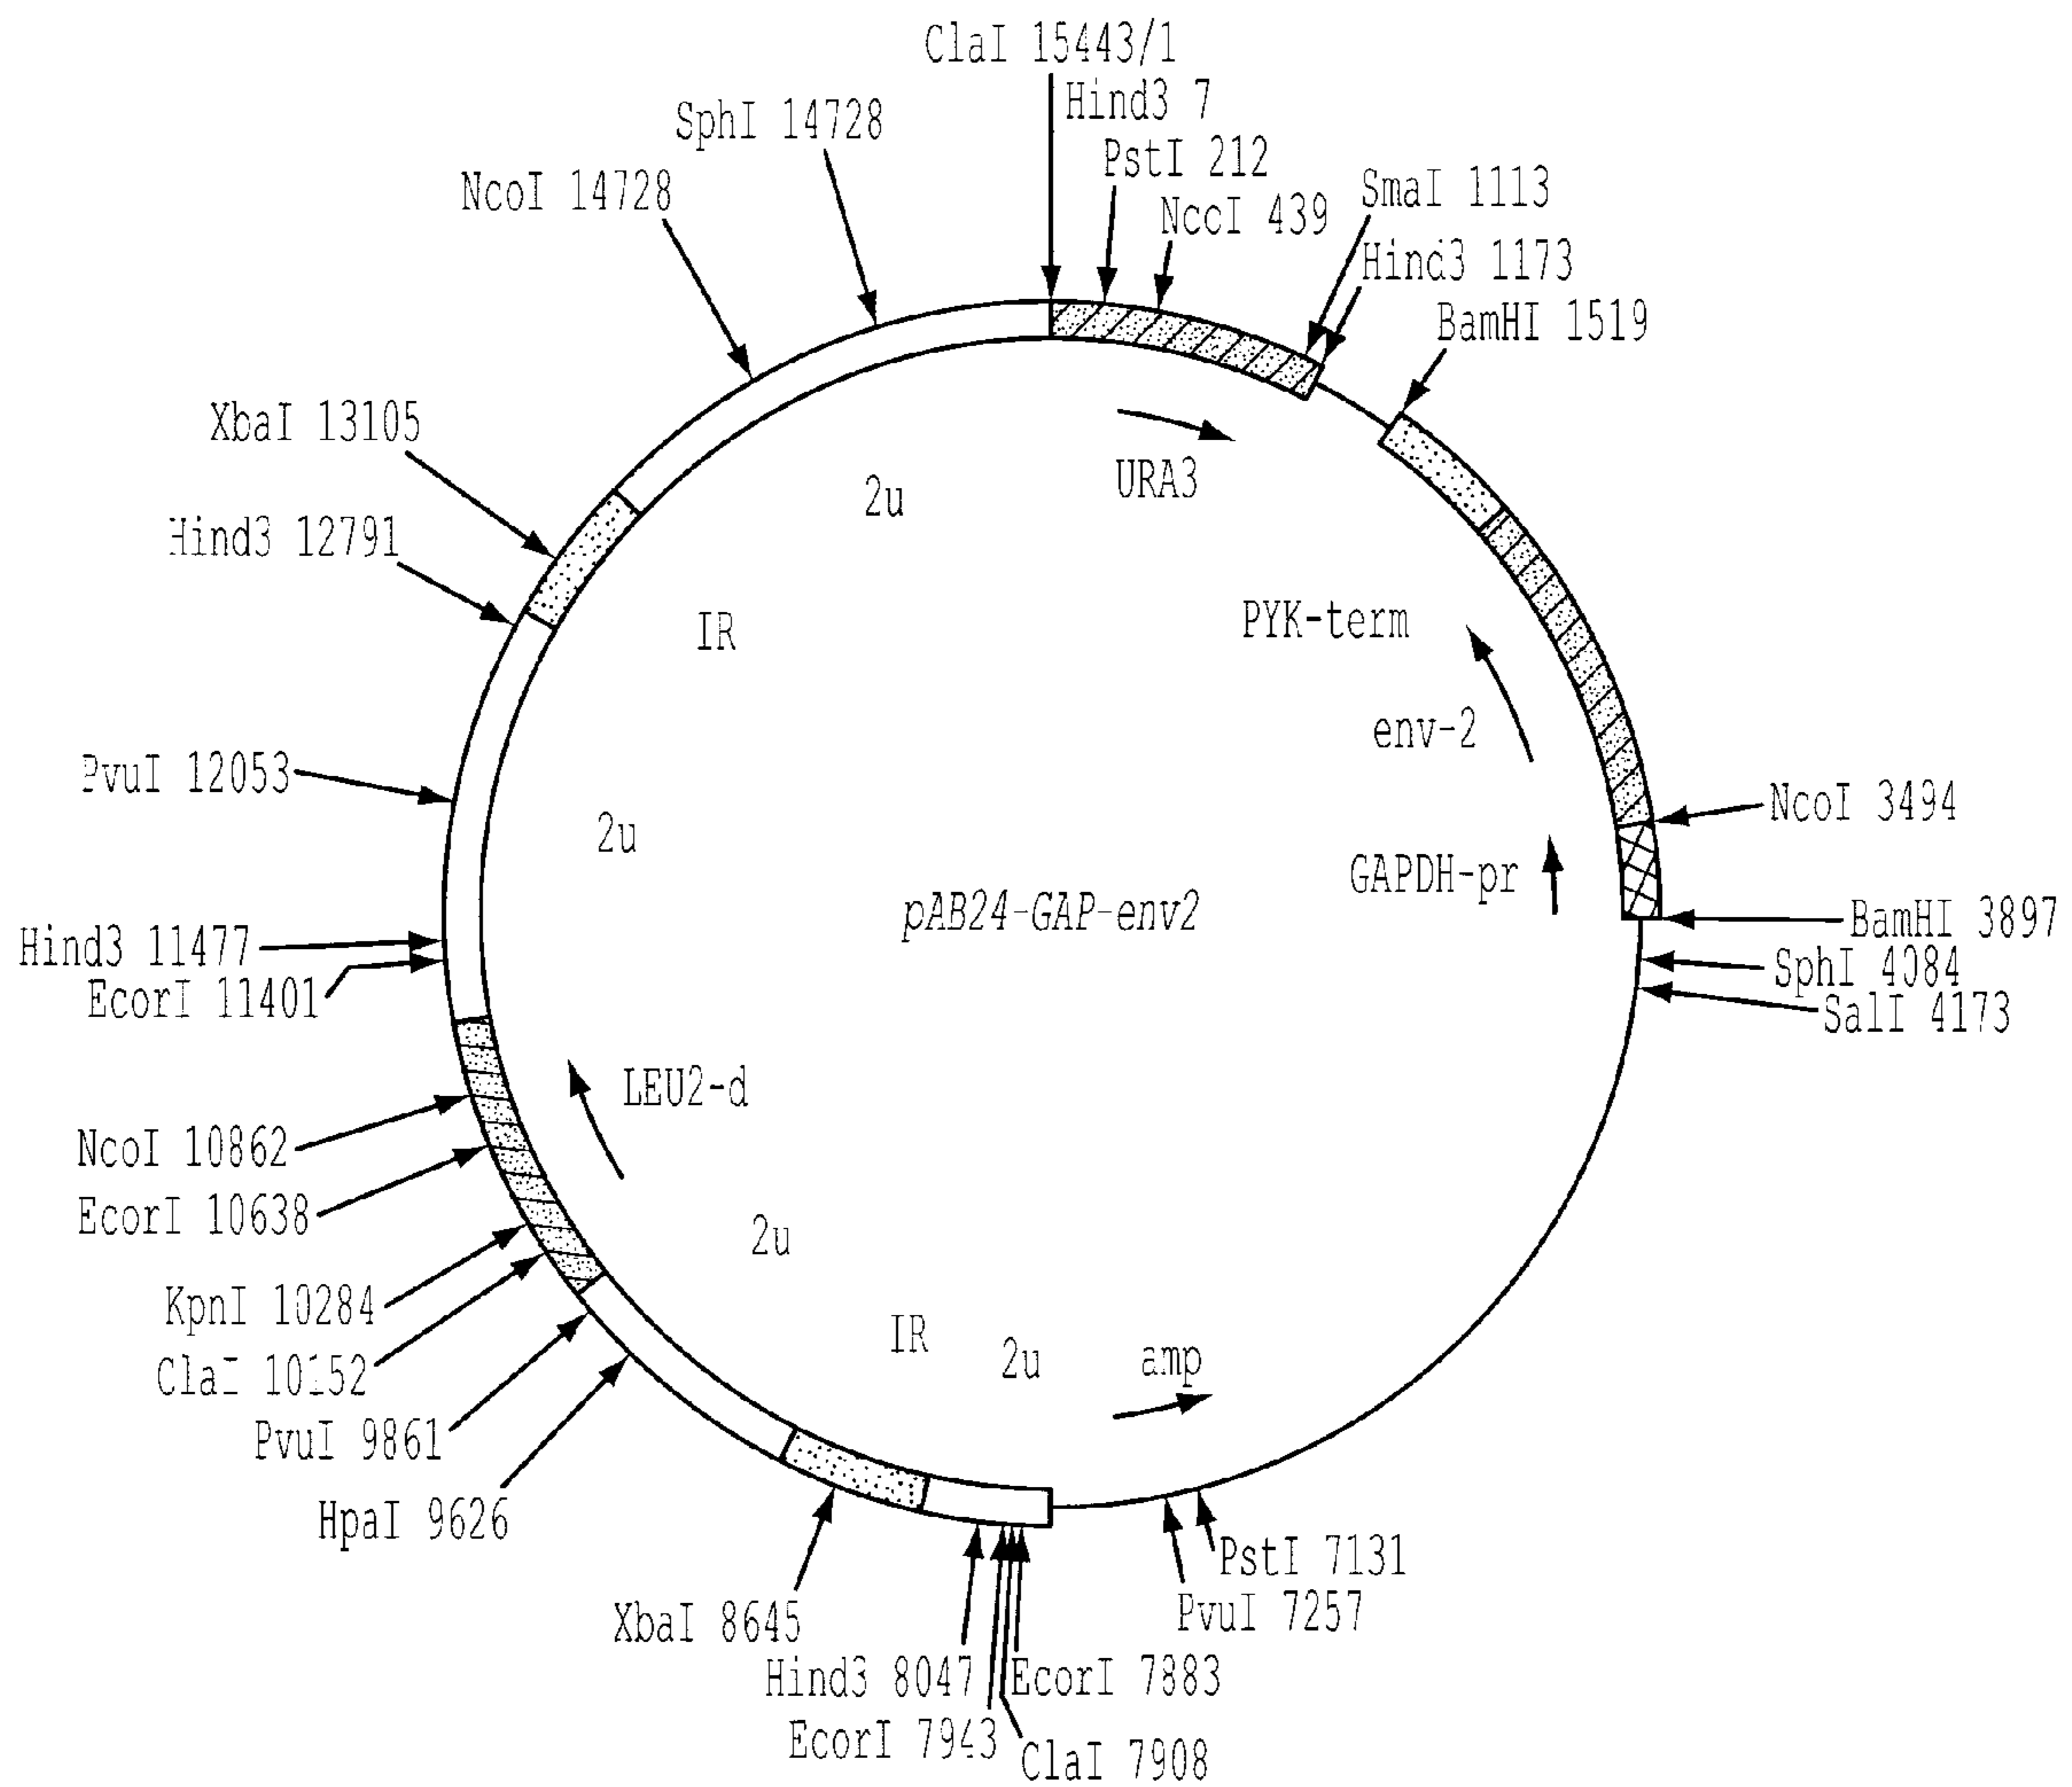 ClaI 15443/1
Hind3 7
PstI 212
NccI 439
SmaI 1113
Hind3 1173
BamHI 1519
SphI 14728
NcoI 14728
XbaI 13105
Hind3 12791
PvuI 12053
Hind3 11477
EcorI 11401
NcoI 10862
EcorI 10638
KpnI 10284
ClaI 10152
PvuI 9861
HpaI 9626
XbaI 8645
Hind3 8047
EcorI 7943
ClaI 7908
EcorI 7883
PvuI 7257
PstI 7131
SalI 4173
SphI 4084
BamHI 3897
NcoI 3494
2u
URA3
IR
PYK-term
env-2
2u
GAPDH-pr
pAB24-GAP-env2
LEU2-d
2u
IR
2u
amp